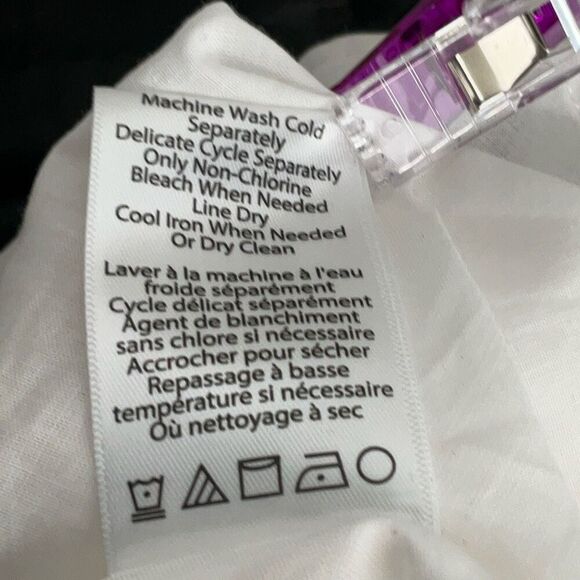 Machine Wash Cold
Separately
Delicate Cycle Separately
Only Non-Chlorine
Bleach When Needed
Line Dry
Cool Iron When Needed
Or Dry Clean
Laver à la machine à l'eau
froide séparément
Cycle délicat séparément
Agent de blanchiment
sans chlore si nécessaire
Accrocher pour sécher
Repassage à basse
température si nécessaire
Où nettoyage à sec